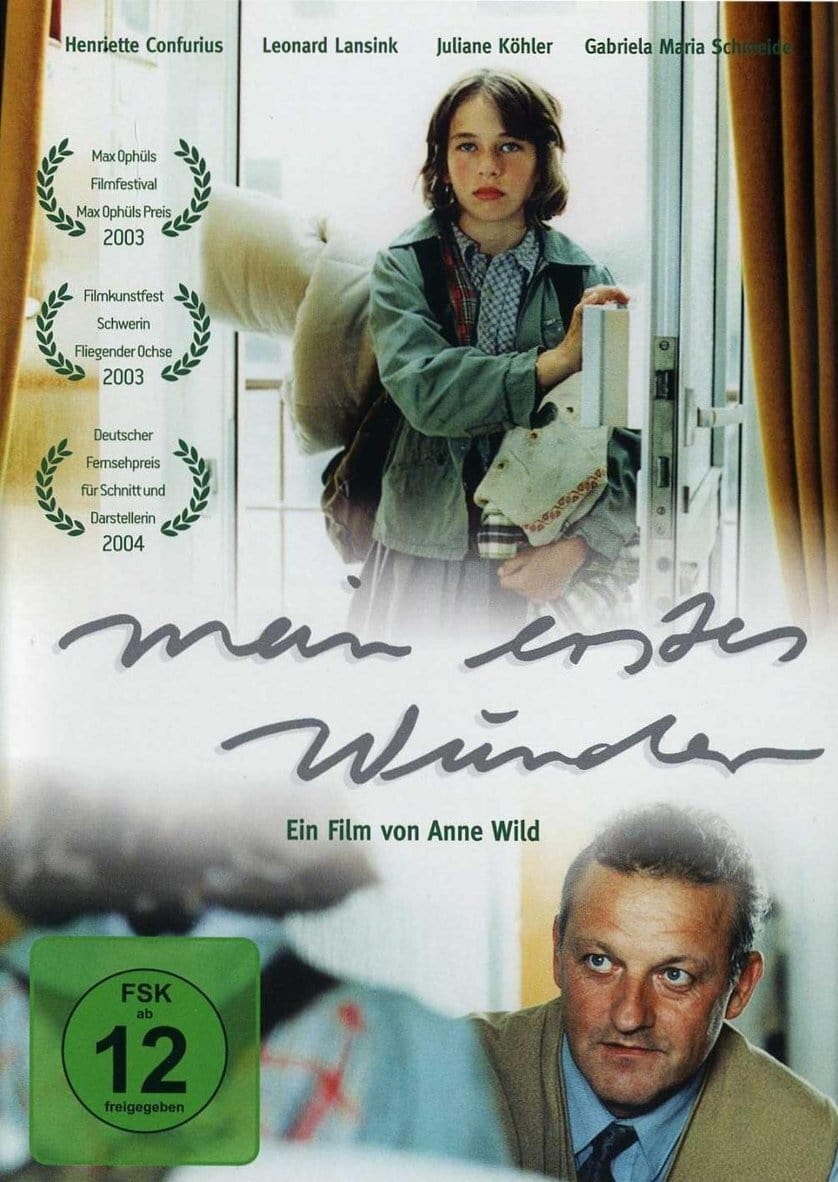 Henriette Confurius Leonard Lansink Juliane Köhler Gabriela Maria Schmeide
Max Ophüls
Filmfestival
Max Ophüls Preis
2003
Filmkunstfest
Schwerin
Fliegender Ochse
2003
Deutscher
Fernsehpreis
für Schnitt und
Darstellerin
2004
mein erstes
Wunder
Ein Film von Anne Wild
FSK
ab
12
freigegeben